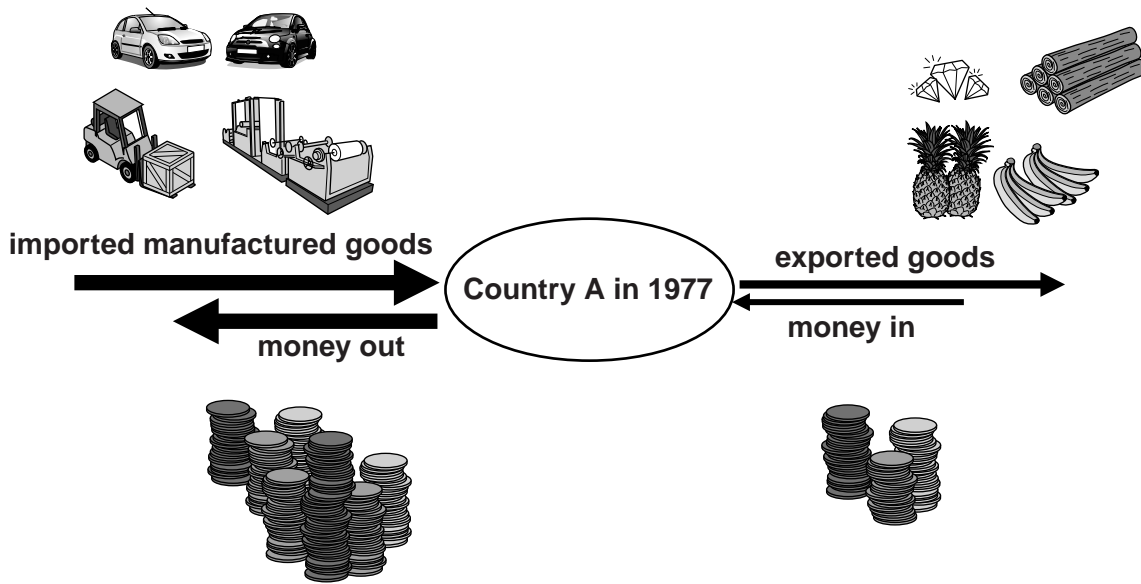 imported manufactured goods
money out
Country A in 1977
exported goods
money in